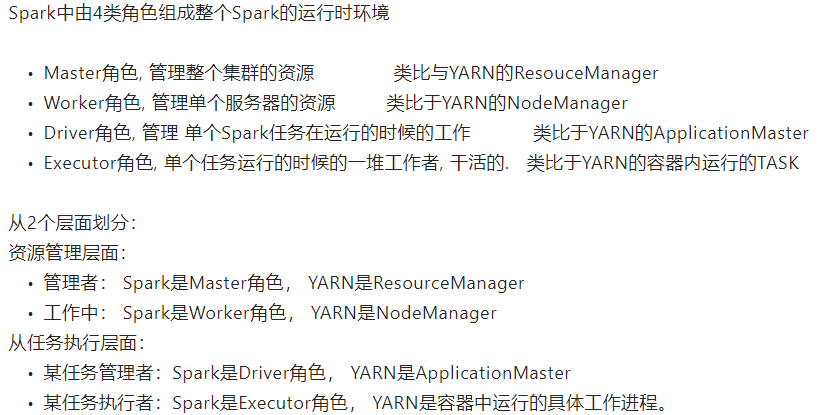 Spark中由4类角色组成整个Spark的运行时环境
• Master角色, 管理整个集群的资源 类比与YARN的ResouceManager
• Worker角色, 管理单个服务器的资源 类比于YARN的NodeManager
• Driver角色, 管理 单个Spark任务在运行的时候的工作 类比于YARN的ApplicationMaster
• Executor角色, 单个任务运行的时候的一堆工作者, 干活的. 类比于YARN的容器内运行的TASK
从2个层面划分:
资源管理层面:
• 管理者: Spark是Master角色, YARN是ResourceManager
• 工作中: Spark是Worker角色, YARN是NodeManager
从任务执行层面:
• 某任务管理者: Spark是Driver角色, YARN是ApplicationMaster
• 某任务执行者: Spark是Executor角色, YARN是容器中运行的具体工作进程。